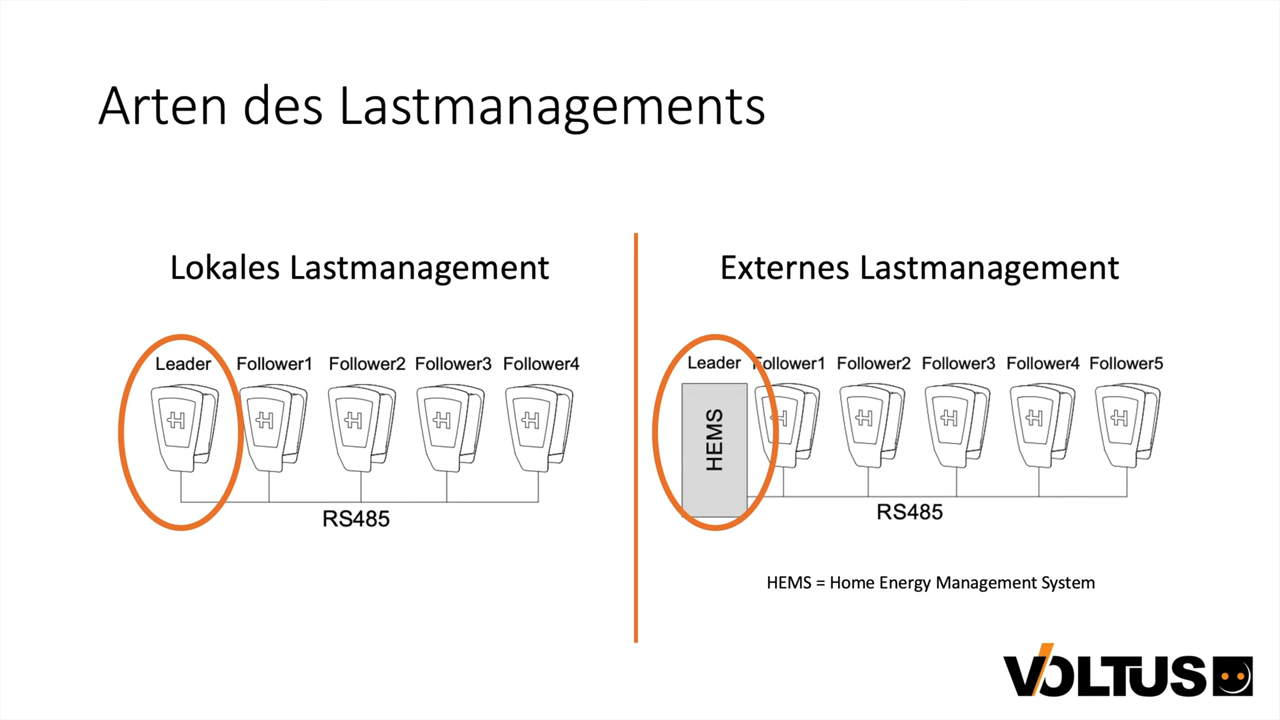 Arten des Lastmanagements
Lokales Lastmanagement
Leader Follower1 Follower2 Follower3 Follower4
RS485
Externes Lastmanagement
Leader Follower1 Follower2 Follower3 Follower4 Follower5
HEMS
RS485
HEMS = Home Energy Management System
VOLTUS